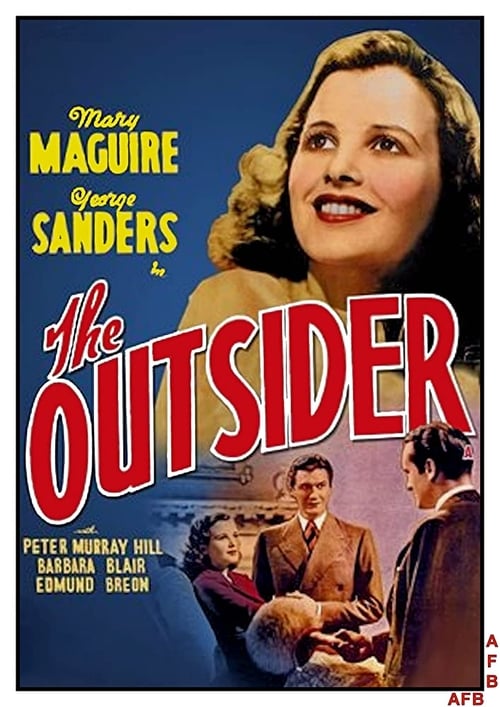 Mary
MAGUIRE
George
SANDERS
in
The
OUTSIDER
A
with
PETER MURRAY HILL
BARBARA BLAIR
EDMUND BREON
A
F
B
AFB